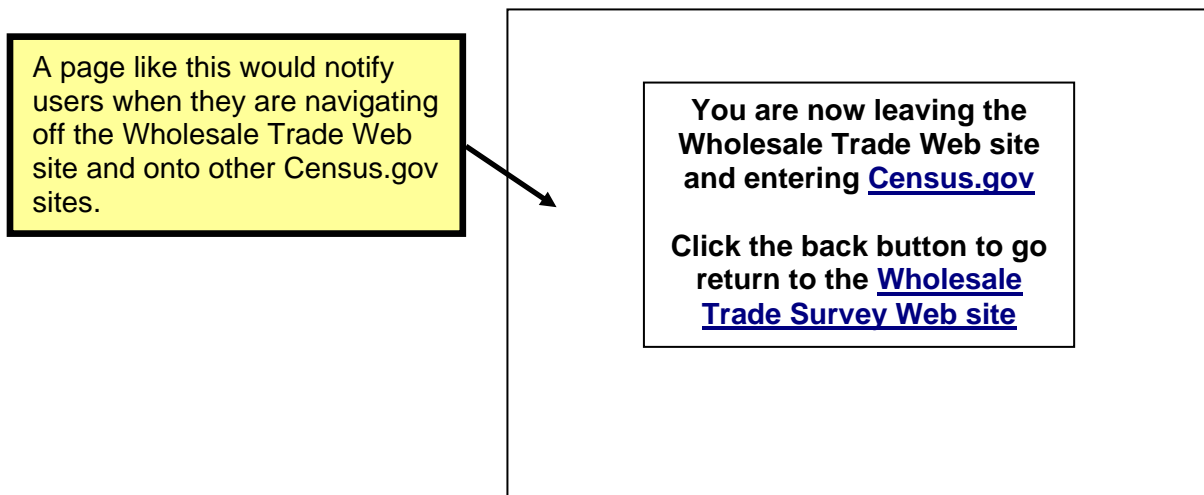 A page like this would notify
users when they are navigating
off the Wholesale Trade Web
site and onto other Census.gov
sites.
You are now leaving the
Wholesale Trade Web site
and entering Census.gov
Click the back button to go
return to the Wholesale
Trade Survey Web site